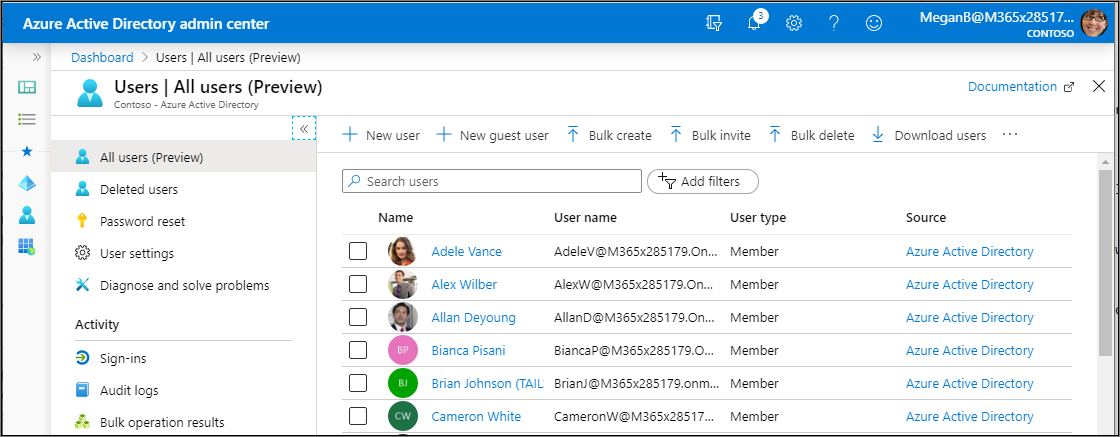 Azure Active Directory admin center
3
MeganB@M365x28517...
CONTOSO
Dashboard > Users | All users (Preview)
Users | All users (Preview)
Contoso - Azure Active Directory
Documentation
All users (Preview)
Deleted users
Password reset
User settings
Diagnose and solve problems
Activity
Sign-ins
Audit logs
Bulk operation results
New user New guest user Bulk create Bulk invite Bulk delete Download users ...
Search users Add filters
Name User name User type Source
Adele Vance AdeleV@M365x285179.On... Member Azure Active Directory
Alex Wilber AlexW@M365x285179.On... Member Azure Active Directory
Allan Deyoung AllanD@M365x285179.On... Member Azure Active Directory
BP Bianca Pisani BiancaP@M365x285179.O... Member Azure Active Directory
BJ Brian Johnson (TAIL BrianJ@M365x285179.onm... Member Azure Active Directory
CW Cameron White CameronW@M365x28517... Member Azure Active Directory